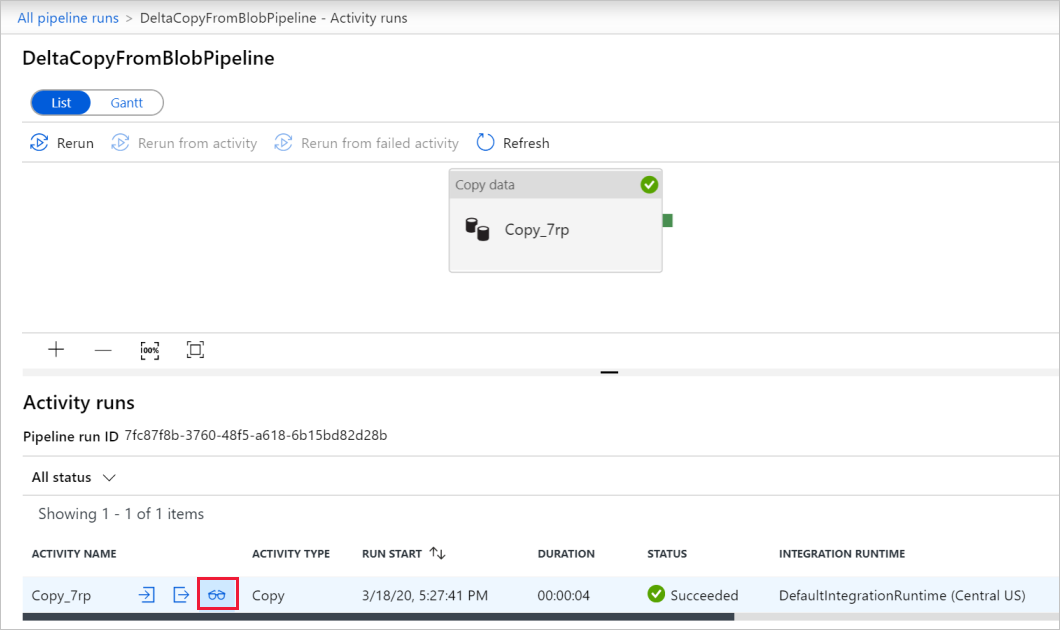 All pipeline runs > DeltaCopyFromBlobPipeline - Activity runs
DeltaCopyFromBlobPipeline
List Gantt
Rerun Rerun from activity Rerun from failed activity Refresh
Copy data
Copy_7rp
100%
Activity runs
Pipeline run ID 7fc87f8b-3760-48f5-a618-6b15bd82d28b
All status
Showing 1 - 1 of 1 items
ACTIVITY NAME ACTIVITY TYPE RUN START DURATION STATUS INTEGRATION RUNTIME
Copy_7rp Copy 3/18/20, 5:27:41 PM 00:00:04 Succeeded DefaultIntegrationRuntime (Central US)